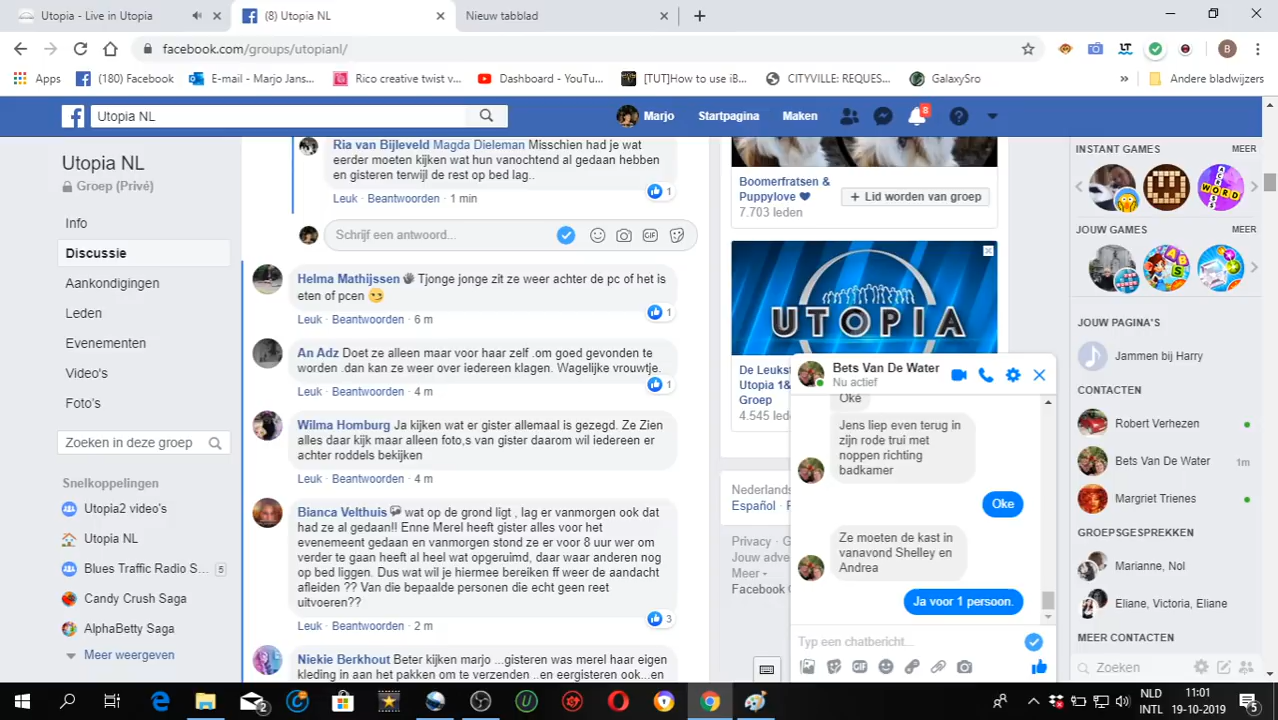 Utopia - Live in Utopia
(8) Utopia NL
Nieuw tabblad
facebook.com/groups/utopianl/
B
Apps
(180) Facebook
E-mail - Marjo Jans...
Rico creative twist v...
Dashboard - YouTu...
[TUT]How to use iB...
CITYVILLE: REQUES...
GalaxySro
»
Andere bladwijzers
Utopia NL
Marjo
Startpagina
Maken
8
Utopia NL
Groep (Privé)
Info
Discussie
Aankondigingen
Leden
Evenementen
Video's
Foto's
Zoeken in deze groep
Snelkoppelingen
Utopia2 video's
Utopia NL
Blues Traffic Radio S... 5
Candy Crush Saga
AlphaBetty Saga
Meer weergeven
Ria van Bijleveld Magda Dieleman Misschien had je wat
eerder moeten kijken wat hun vanochtend al gedaan hebben
en gisteren terwijl de rest op bed lag..
1
Leuk · Beantwoorden · 1 min
Schrijf een antwoord...
GIF
Helma Mathijssen Tjonge jonge zit ze weer achter de pc of het is
eten of pcen
1
Leuk · Beantwoorden · 6 m
An Adz Doet ze alleen maar voor haar zelf .om goed gevonden te
worden .dan kan ze weer over iedereen klagen. Wagelijke vrouwtje.
1
Leuk · Beantwoorden · 4 m
Wilma Homburg Ja kijken wat er gister allemaal is gezegd. Ze Zien
alles daar kijk maar alleen foto,s van gister daarom wil iedereen er
achter roddels bekijken
Leuk · Beantwoorden · 4 m
Bianca Velthuis wat op de grond ligt , lag er vanmorgen ook dat
had ze al gedaan!! Enne Merel heeft gister alles voor het
evenement gedaan en vanmorgen stond ze er voor 8 uur wer om
verder te gaan heeft al heel wat opgeruimd, daar waar anderen nog
op bed liggen. Dus wat wil je hiermee bereiken ff weer de aandacht
afleiden ?? Van die bepaalde personen die echt geen reet
uitvoeren??
3
Leuk · Beantwoorden · 2 m
Niekie Berkhout Beter kijken marjo ...gisteren was merel haar eigen
kleding in aan het pakken om te verzenden ..en eergisteren ook...en
Boomerfratsen &
Puppylove
7.703 leden
+ Lid worden van groep
UTOPIA
De Leukst
Utopia 1&
Groep
4.545 lede
Nederlands
Español · P
Privacy · G
Jouw adve
Meer
Facebook
Bets Van De Water
Nu actief
Oké
Jens liep even terug in
zijn rode trui met
noppen richting
badkamer
Oke
Ze moeten de kast in
vanavond Shelley en
Andrea
Ja voor 1 persoon.
Typ een chatbericht...
GIF
INSTANT GAMES
MEER
WORD
JOUW GAMES
MEER
JOUW PAGINA'S
Jammen bij Harry
CONTACTEN
Robert Verhezen
Bets Van De Water 1m
Margriet Trienes
GROEPSGESPREKKEN
Marianne, Nol
Eliane, Victoria, Eliane
MEER CONTACTEN
Zoeken
2
NLD
INTL
11:01
19-10-2019
5